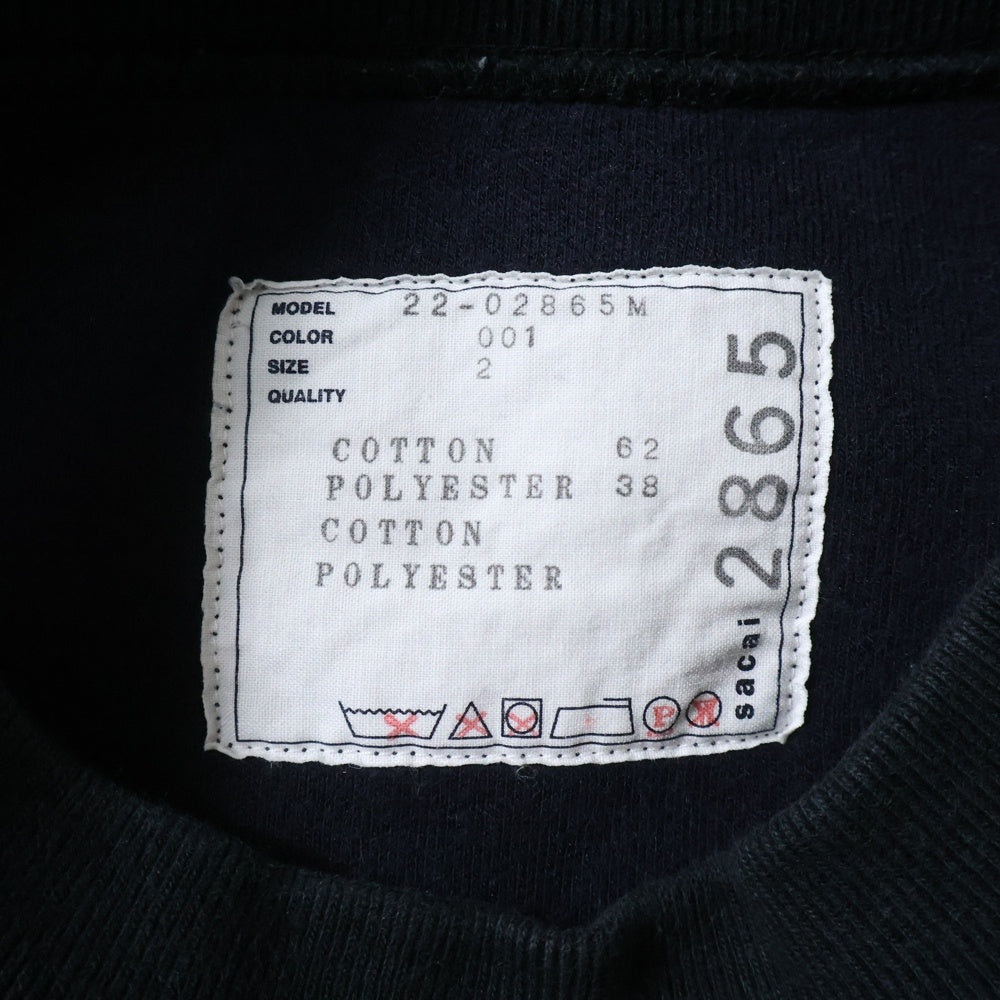 MODEL 22-02865M
COLOR 001
SIZE 2
QUALITY
COTTON 62
POLYESTER 38
COTTON
POLYESTER
P
W
sacai 2865